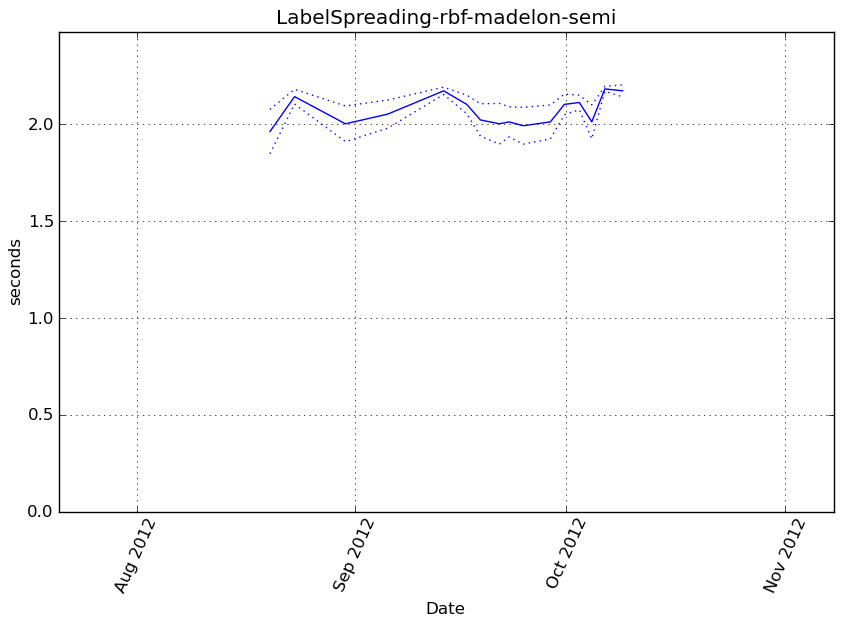 LabelSpreading-rbf-madelon-semi
2.0
1.5
1.0
0.5
0.0
seconds
Aug 2012
Sep 2012
Oct 2012
Nov 2012
Date